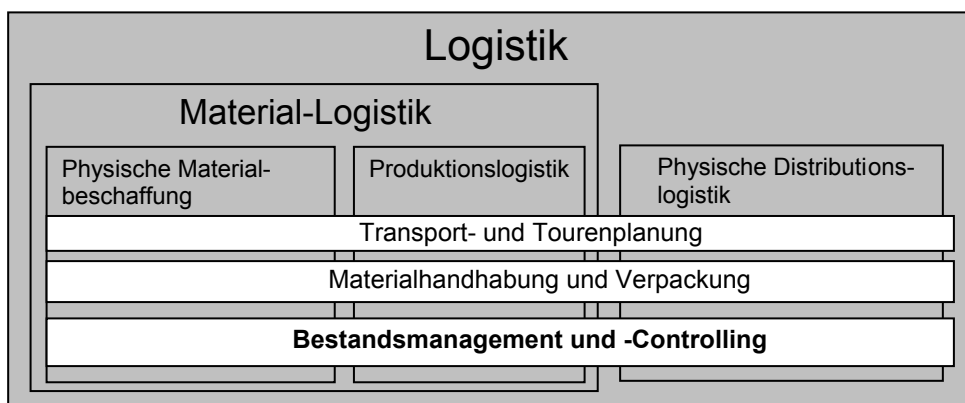 Logistik
Material-Logistik
Physische Material-
beschaffung
Produktionslogistik
Physische Distributions-
logistik
Transport- und Tourenplanung
Materialhandhabung und Verpackung
Bestandsmanagement und -Controlling